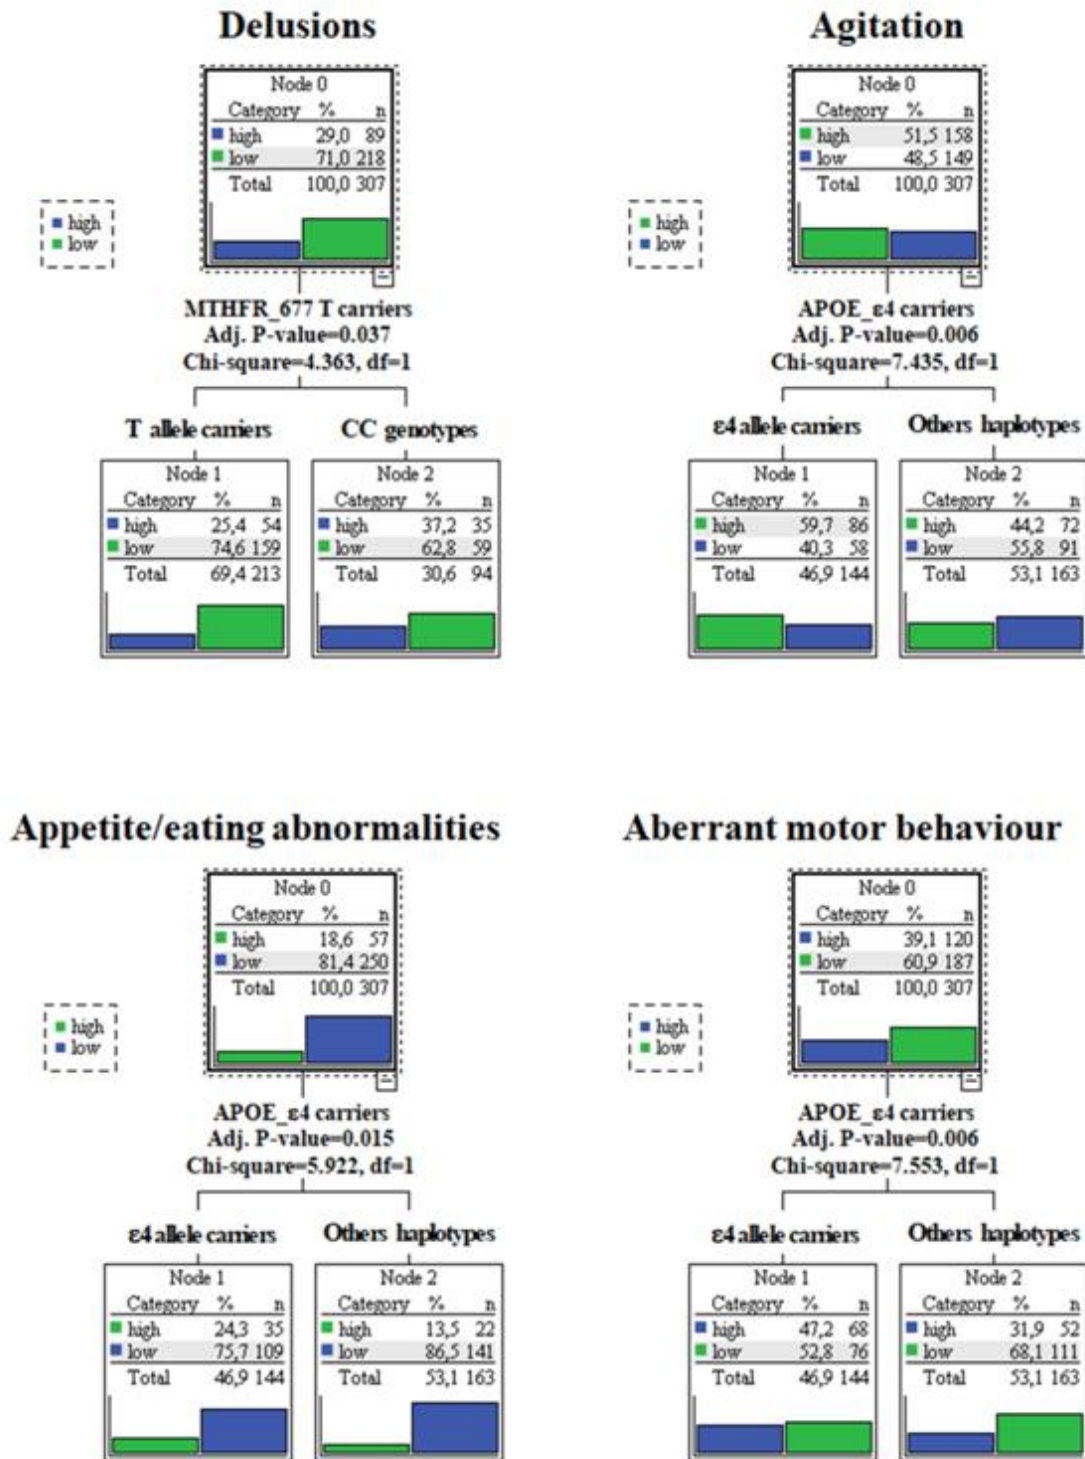 Delusions
Node 0
Category % n
high 29,0 89
low 71,0 218
Total 100,0 307
high
low
MTHFR_677 T carriers
Adj. P-value=0.037
Chi-square=4.363, df=1
T allele carriers
CC genotypes
Node 1
Category % n
high 25,4 54
low 74,6 159
Total 69,4 213
Node 2
Category % n
high 37,2 35
low 62,8 59
Total 30,6 94
Agitation
Node 0
Category % n
high 51,5 158
low 48,5 149
Total 100,0 307
high
low
APOE_ε4 carriers
Adj. P-value=0.006
Chi-square=7.435, df=1
ε4 allele carriers
Others haplotypes
Node 1
Category % n
high 59,7 86
low 40,3 58
Total 46,9 144
Node 2
Category % n
high 44,2 72
low 55,8 91
Total 53,1 163
Appetite/eating abnormalities
Node 0
Category % n
high 18,6 57
low 81,4 250
Total 100,0 307
high
low
APOE_ε4 carriers
Adj. P-value=0.015
Chi-square=5.922, df=1
ε4 allele carriers
Others haplotypes
Node 1
Category % n
high 24,3 35
low 75,7 109
Total 46,9 144
Node 2
Category % n
high 13,5 22
low 86,5 141
Total 53,1 163
Aberrant motor behaviour
Node 0
Category % n
high 39,1 120
low 60,9 187
Total 100,0 307
high
low
APOE_ε4 carriers
Adj. P-value=0.006
Chi-square=7.553, df=1
ε4 allele carriers
Others haplotypes
Node 1
Category % n
high 47,2 68
low 52,8 76
Total 46,9 144
Node 2
Category % n
high 31,9 52
low 68,1 111
Total 53,1 163